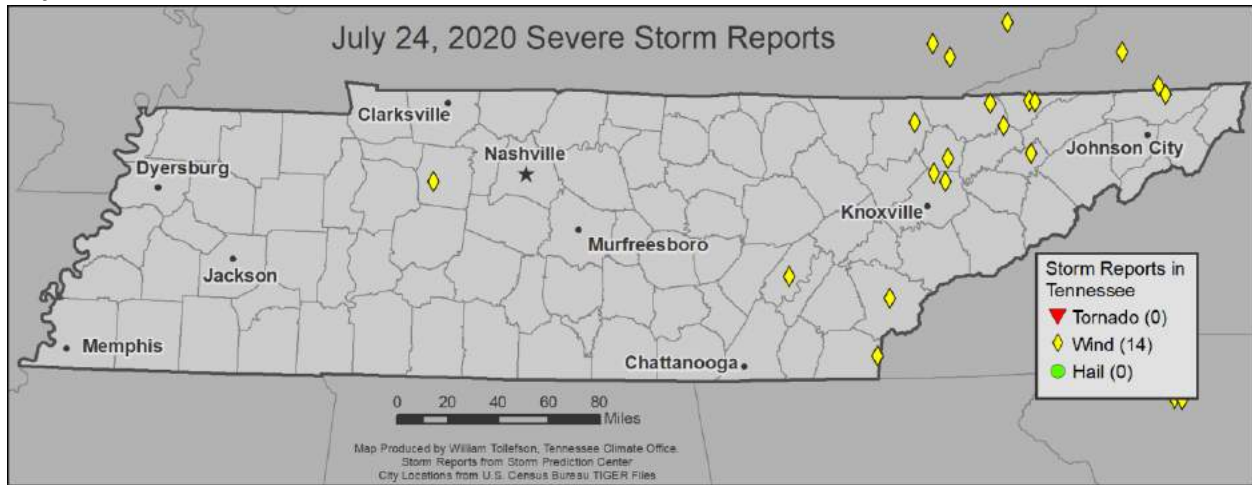 July 24, 2020 Severe Storm Reports
Clarksville
Nashville
Dyersburg
Johnson City
Knoxville
Murfreesboro
Jackson
Storm Reports in
Tennessee
Tornado (0)
Wind (14)
Hail (0)
Memphis
Chattanooga
0 20 40 60 80
Miles
Map Produced by William Tollefson, Tennessee Climate Office.
Storm Reports from Storm Prediction Center
City Locations from U.S. Census Bureau TIGER Files